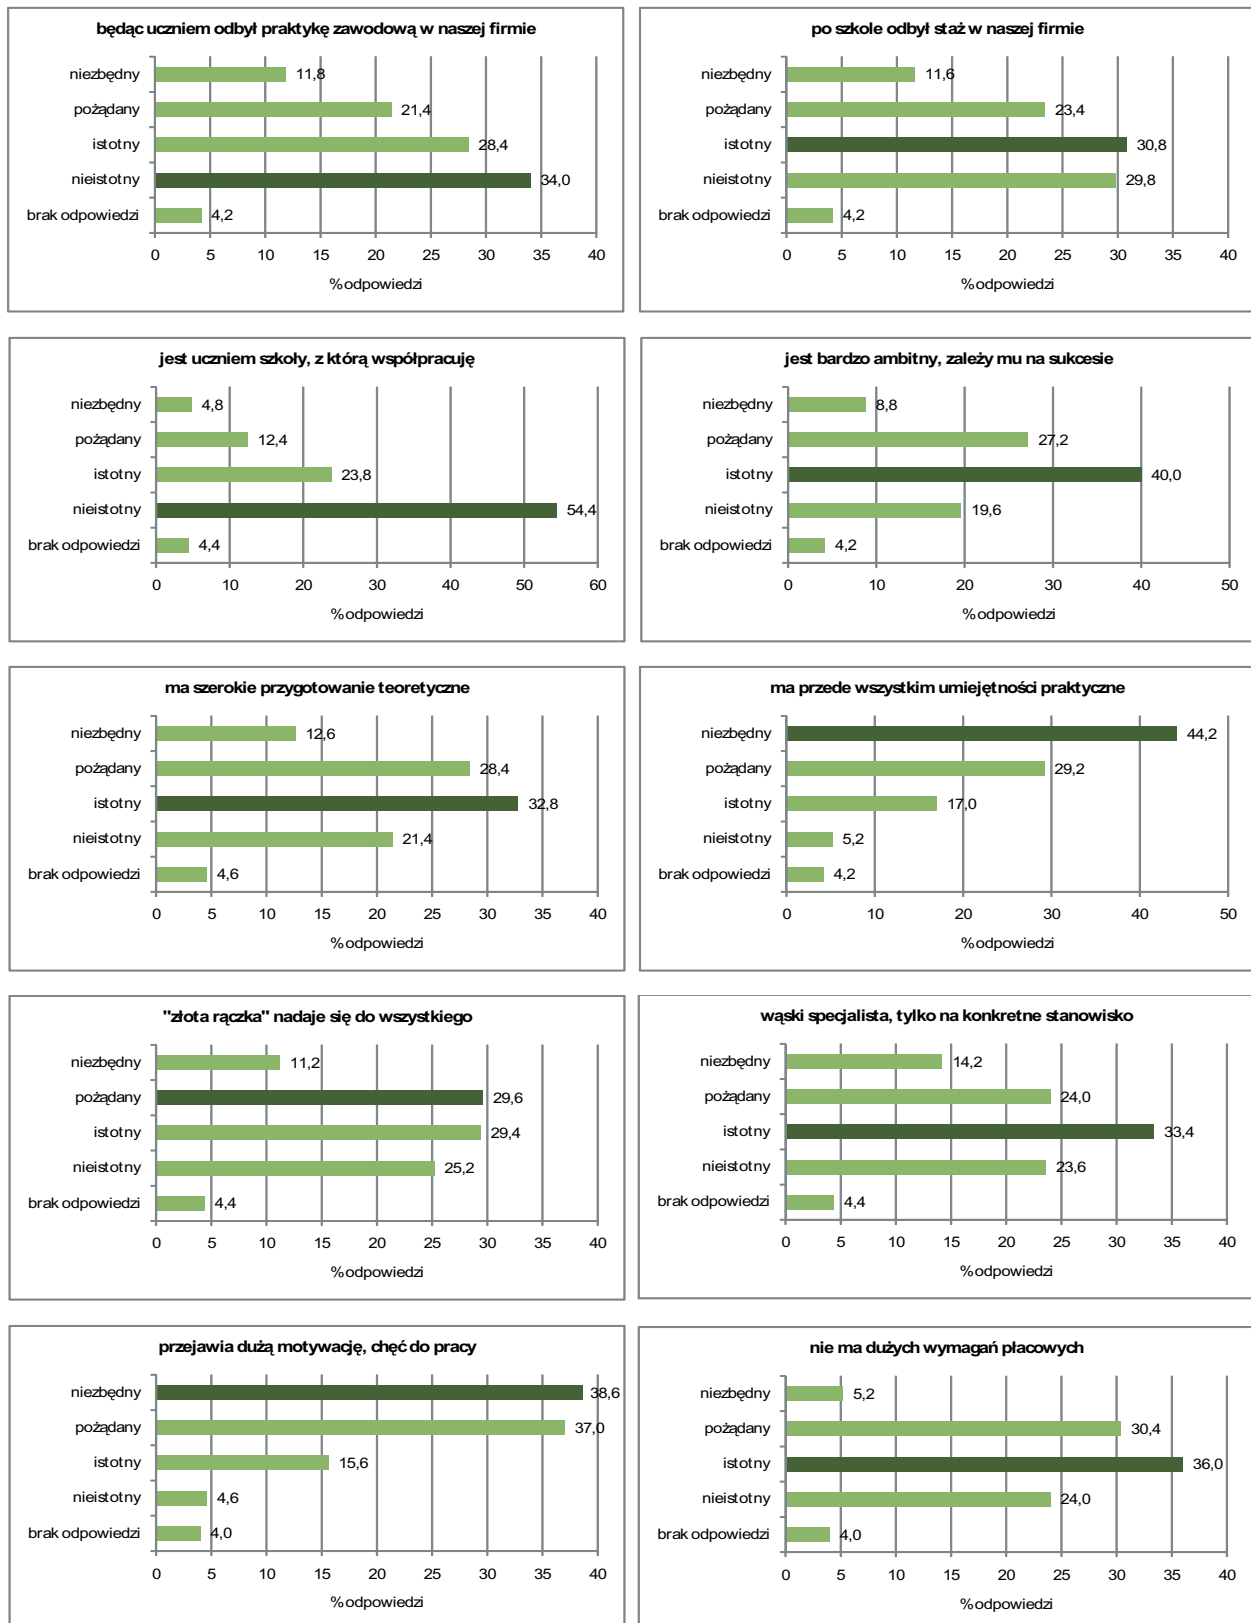 będąc uczniem odbył praktykę zawodową w naszej firmie
niezbędny 11,8
pożądany 21,4
istotny 28,4
nieistotny 34,0
brak odpowiedzi 4,2
0 5 10 15 20 25 30 35 40
% odpowiedzi
po szkole odbył staż w naszej firmie
niezbędny 11,6
pożądany 23,4
istotny 30,8
nieistotny 29,8
brak odpowiedzi 4,2
0 5 10 15 20 25 30 35 40
% odpowiedzi
jest uczniem szkoły, z którą współpracuję
niezbędny 4,8
pożądany 12,4
istotny 23,8
nieistotny 54,4
brak odpowiedzi 4,4
0 10 20 30 40 50 60
% odpowiedzi
jest bardzo ambitny, zależy mu na sukcesie
niezbędny 8,8
pożądany 27,2
istotny 40,0
nieistotny 19,6
brak odpowiedzi 4,2
0 10 20 30 40 50
% odpowiedzi
ma szerokie przygotowanie teoretyczne
niezbędny 12,6
pożądany 28,4
istotny 32,8
nieistotny 21,4
brak odpowiedzi 4,6
0 5 10 15 20 25 30 35 40
% odpowiedzi
ma przede wszystkim umiejętności praktyczne
niezbędny 44,2
pożądany 29,2
istotny 17,0
nieistotny 5,2
brak odpowiedzi 4,2
0 10 20 30 40 50
% odpowiedzi
"złota rączka" nadaje się do wszystkiego
niezbędny 11,2
pożądany 29,6
istotny 29,4
nieistotny 25,2
brak odpowiedzi 4,4
0 5 10 15 20 25 30 35 40
% odpowiedzi
wąski specjalista, tylko na konkretne stanowisko
niezbędny 14,2
pożądany 24,0
istotny 33,4
nieistotny 23,6
brak odpowiedzi 4,4
0 5 10 15 20 25 30 35 40
% odpowiedzi
przejawia dużą motywację, chęć do pracy
niezbędny 38,6
pożądany 37,0
istotny 15,6
nieistotny 4,6
brak odpowiedzi 4,0
0 5 10 15 20 25 30 35 40
% odpowiedzi
nie ma dużych wymagań płacowych
niezbędny 5,2
pożądany 30,4
istotny 36,0
nieistotny 24,0
brak odpowiedzi 4,0
0 5 10 15 20 25 30 35 40
% odpowiedzi